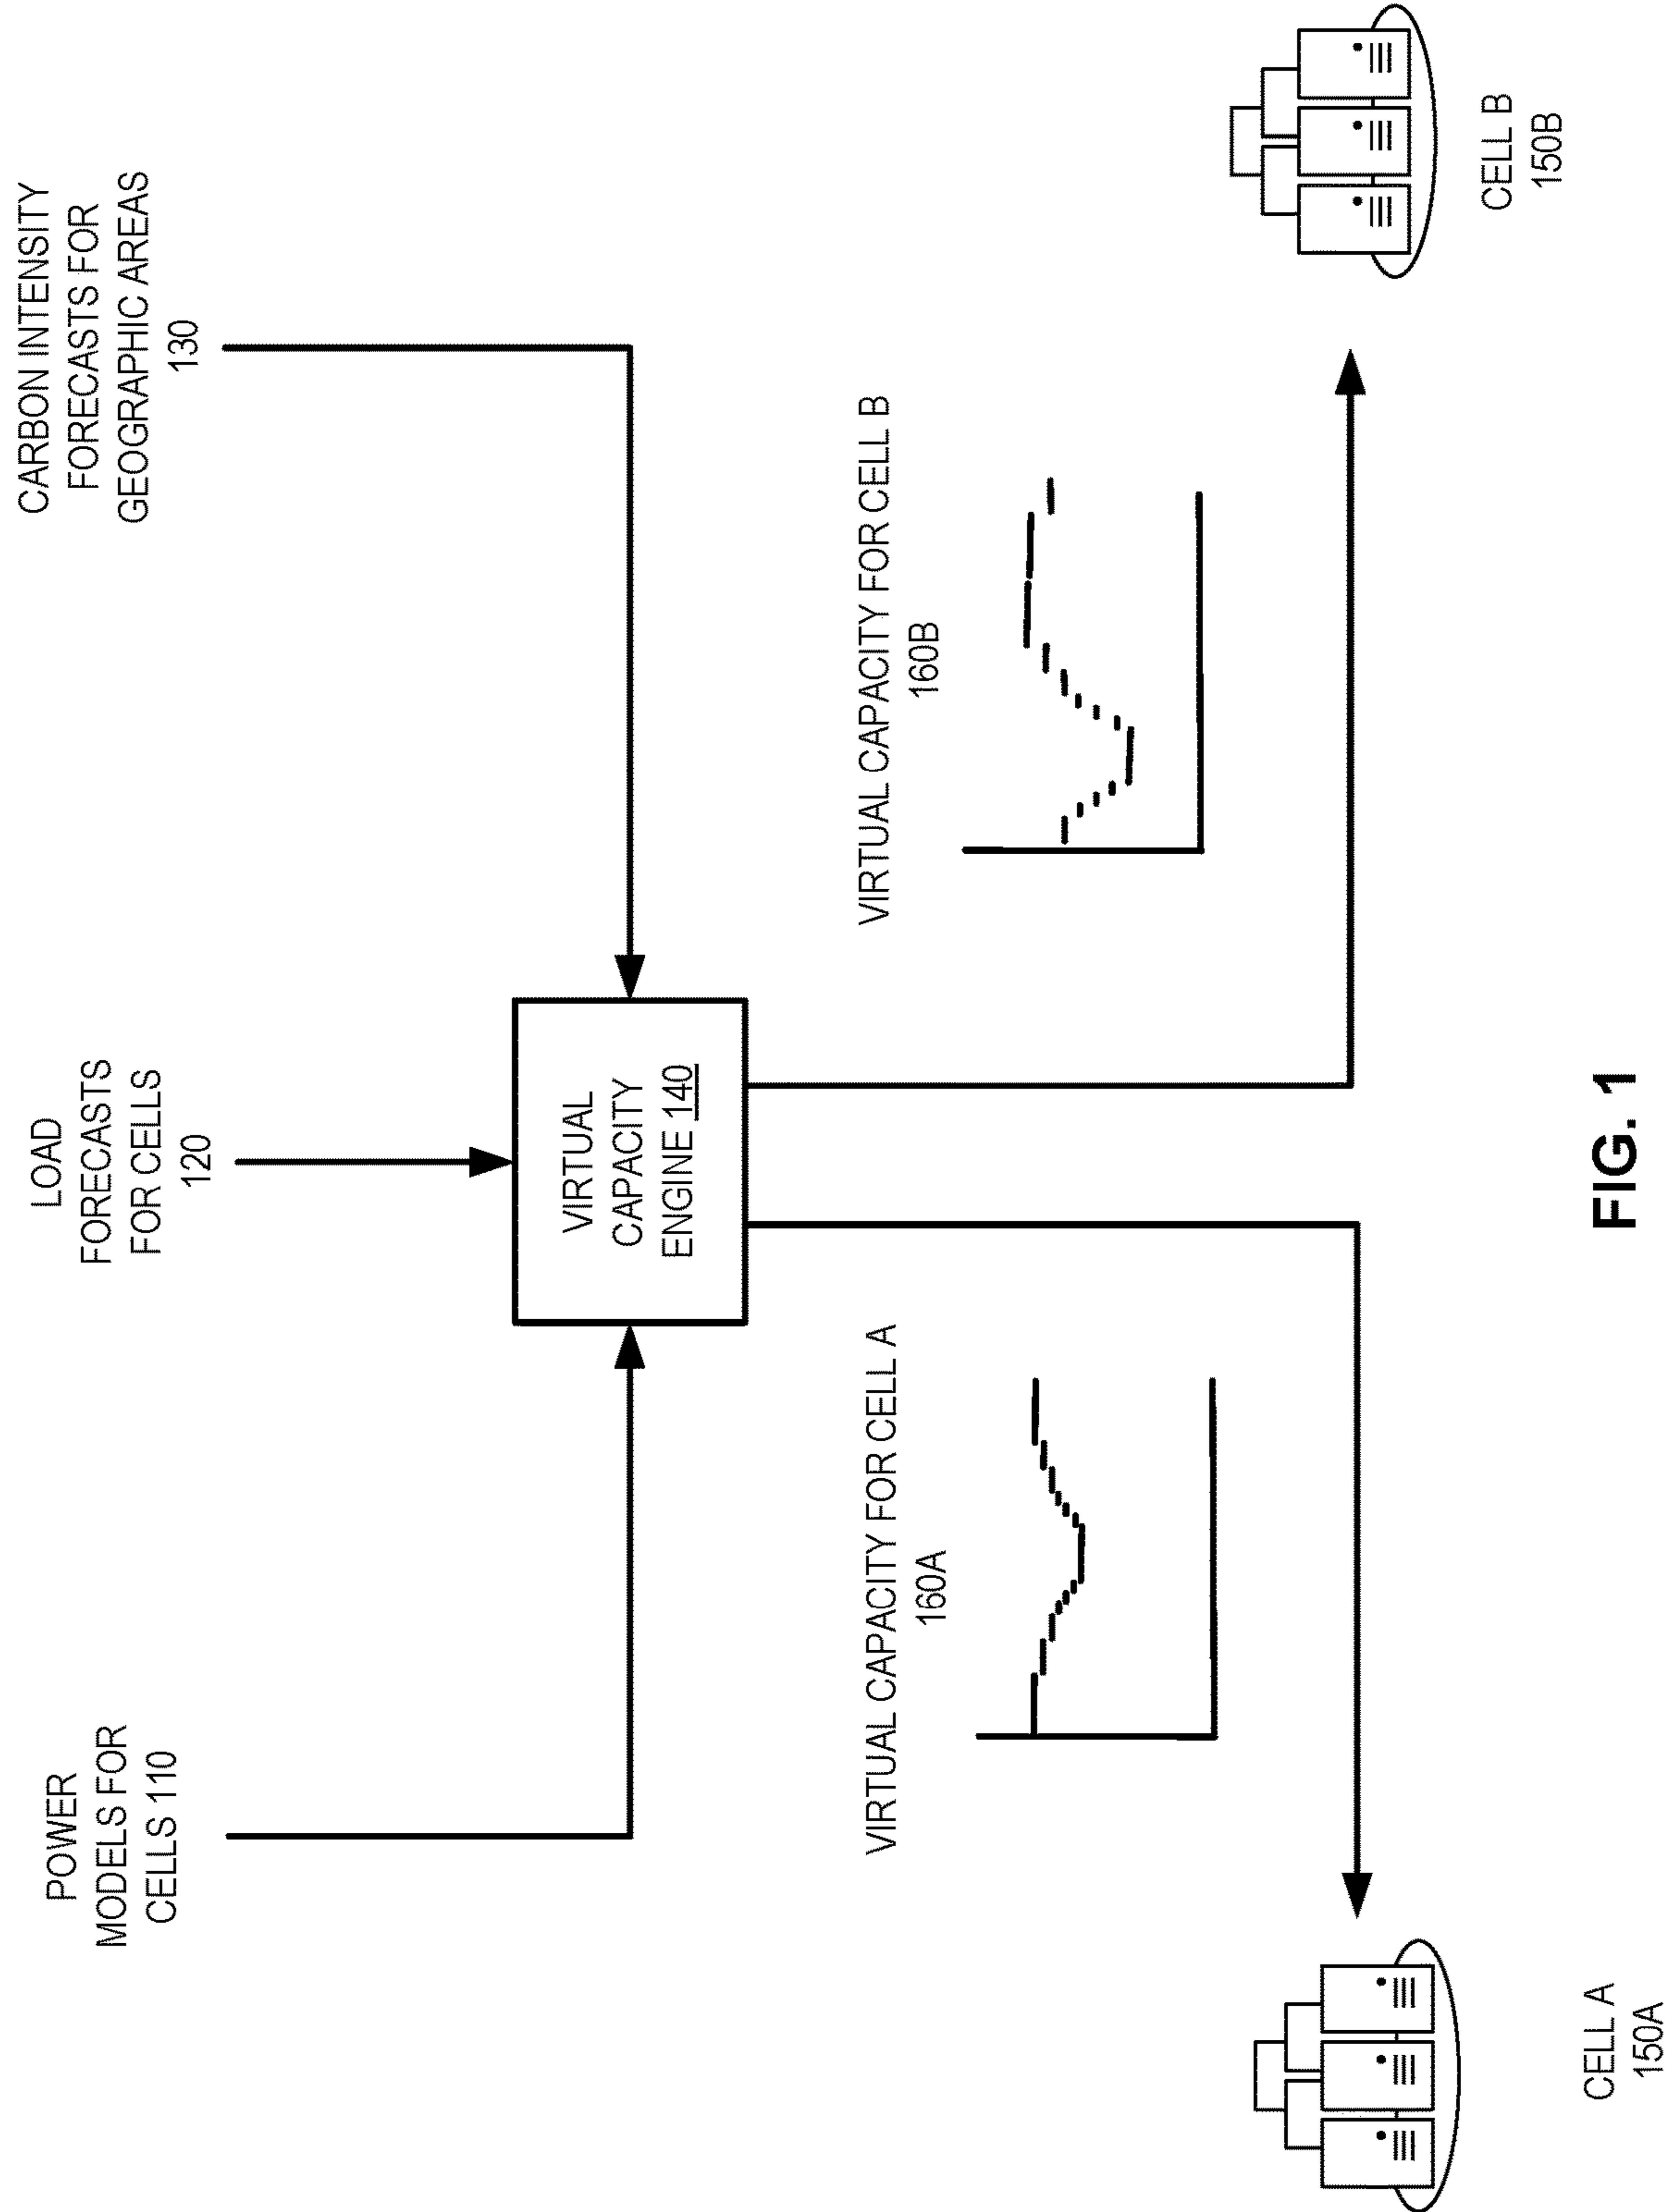 POWER
MODELS FOR
CELLS 110
LOAD
FORECASTS
FOR CELLS
120
CARBON INTENSITY
FORECASTS FOR
GEOGRAPHIC AREAS
130
VIRTUAL
CAPACITY
ENGINE 140
VIRTUAL CAPACITY FOR CELL A
160A
VIRTUAL CAPACITY FOR CELL B
160B
CELL A
150A
CELL B
150B
FIG. 1